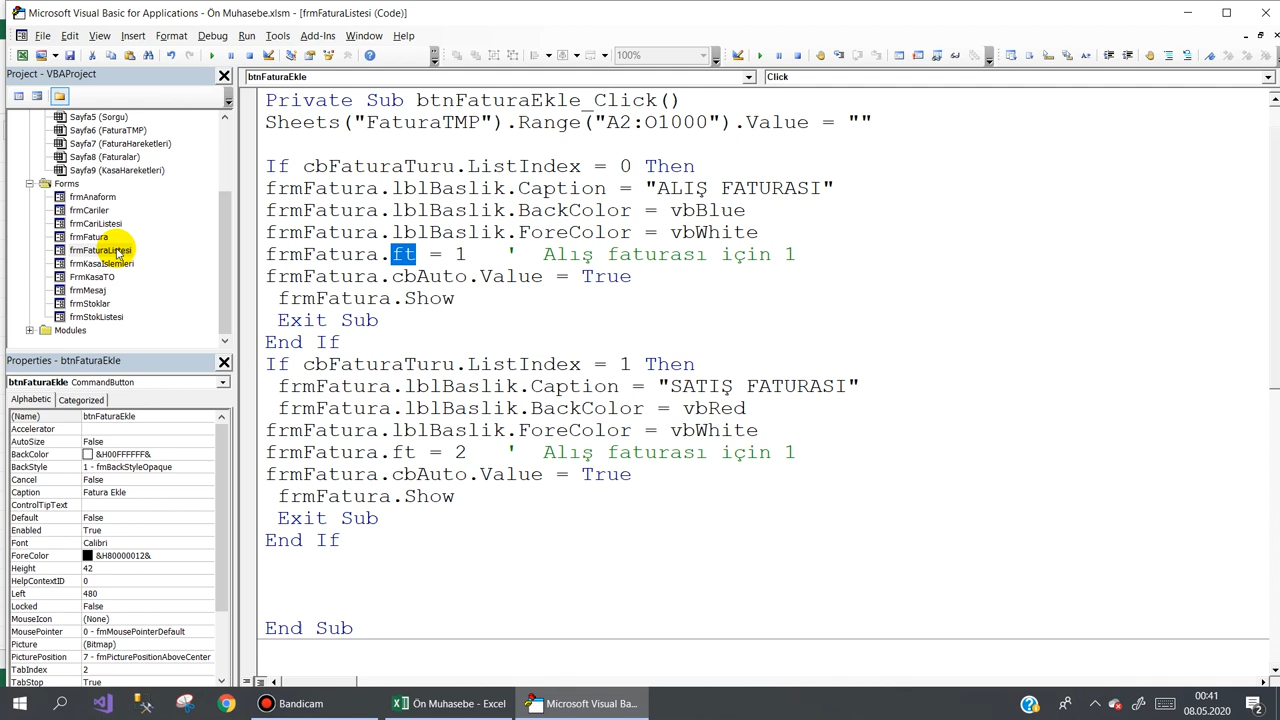 Microsoft Visual Basic for Applications - Ön Muhasebe.xlsm - [frmFaturaListesi (Code)]
File Edit View Insert Format Debug Run Tools Add-Ins Window Help
100%
Project - VBAProject
btnFaturaEkle
Click
Sayfa5 (Sorgu)
Sayfa6 (FaturaTMP)
Sayfa7 (FaturaHareketleri)
Sayfa8 (Faturalar)
Sayfa9 (KasaHareketleri)
Forms
frmAnaform
frmCariler
frmCariListesi
frmFatura
frmFaturaListesi
frmKasaIslemleri
FrmKasaTO
frmMesaj
frmStoklar
frmStokListesi
Modules
Properties - btnFaturaEkle
btnFaturaEkle CommandButton
Alphabetic Categorized
(Name) btnFaturaEkle
Accelerator
AutoSize False
BackColor &H00FFFFFF&
BackStyle 1 - fmBackStyleOpaque
Cancel False
Caption Fatura Ekle
ControlTipText
Default False
Enabled True
Font Calibri
ForeColor &H80000012&
Height 42
HelpContextID 0
Left 480
Locked False
MouseIcon (None)
MousePointer 0 - fmMousePointerDefault
Picture (Bitmap)
PicturePosition 7 - fmPicturePositionAboveCenter
TabIndex 2
TabStop True
Private Sub btnFaturaEkle_Click()
Sheets("FaturaTMP").Range("A2:O1000").Value = ""
If cbFaturaTuru.ListIndex = 0 Then
frmFatura.lblBaslik.Caption = "ALIŞ FATURASI"
frmFatura.lblBaslik.BackColor = vbBlue
frmFatura.lblBaslik.ForeColor = vbWhite
frmFatura.ft = 1 ' Alış faturası için 1
frmFatura.cbAuto.Value = True
frmFatura.Show
Exit Sub
End If
If cbFaturaTuru.ListIndex = 1 Then
frmFatura.lblBaslik.Caption = "SATIŞ FATURASI"
frmFatura.lblBaslik.BackColor = vbRed
frmFatura.lblBaslik.ForeColor = vbWhite
frmFatura.ft = 2 ' Alış faturası için 1
frmFatura.cbAuto.Value = True
frmFatura.Show
Exit Sub
End If
End Sub
Bandicam
Ön Muhasebe - Excel
Microsoft Visual Ba...
00:41
08.05.2020
2